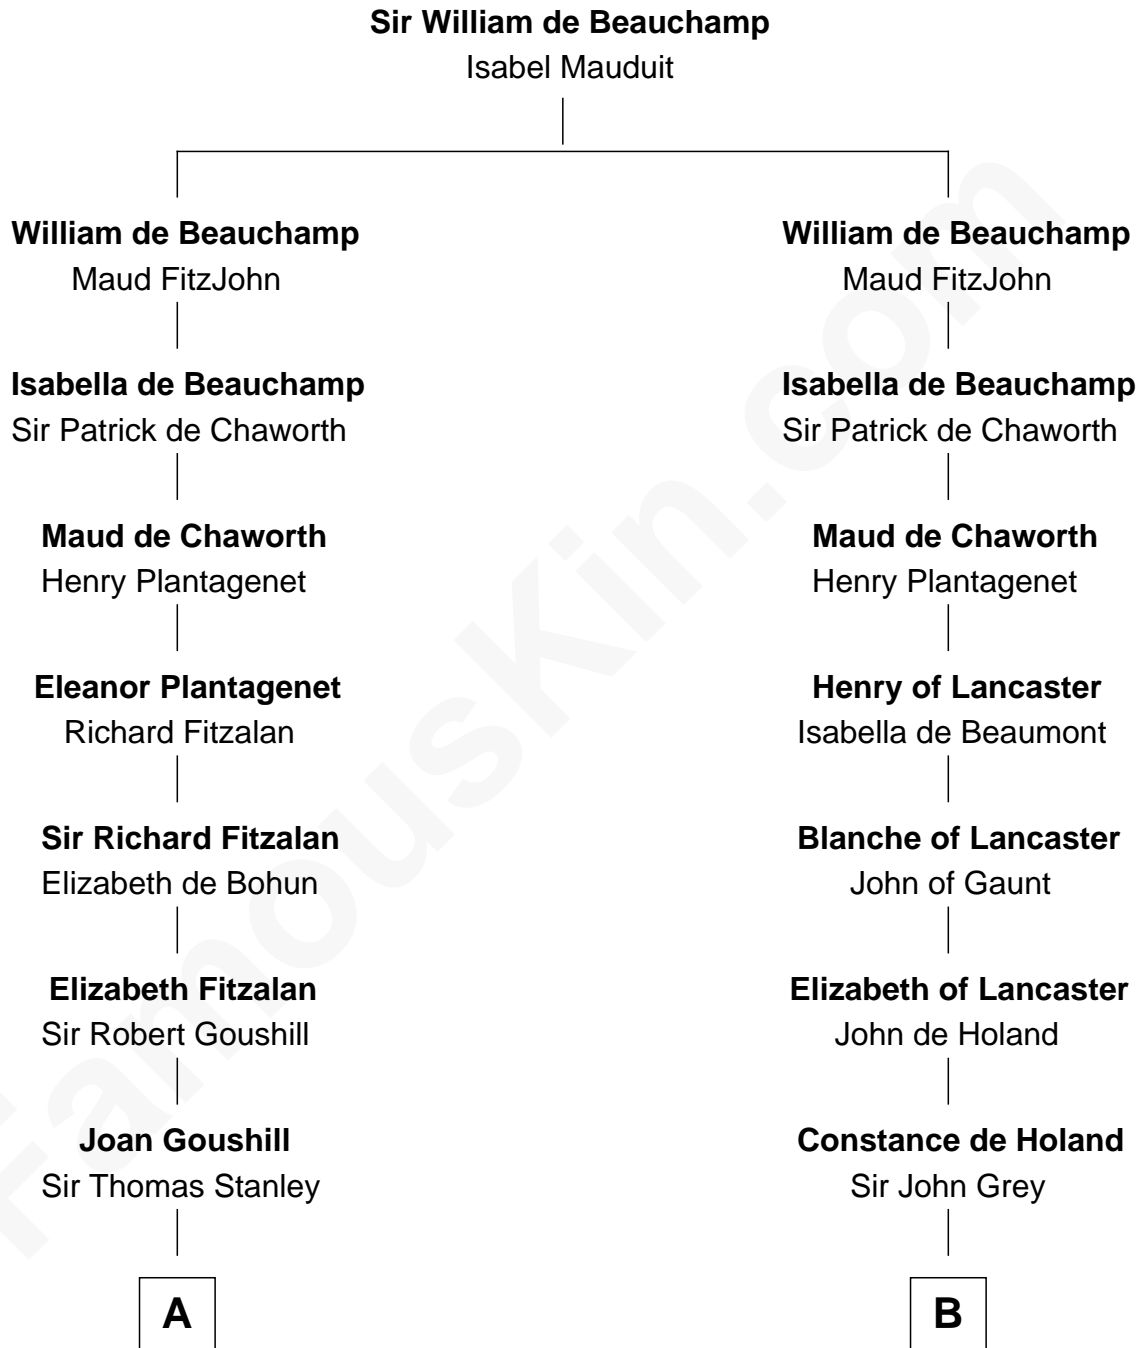 Sir William de Beauchamp
Isabel Mauduit
William de Beauchamp
Maud FitzJohn
William de Beauchamp
Maud FitzJohn
Isabella de Beauchamp
Sir Patrick de Chaworth
Isabella de Beauchamp
Sir Patrick de Chaworth
Maud de Chaworth
Henry Plantagenet
Maud de Chaworth
Henry Plantagenet
Eleanor Plantagenet
Richard Fitzalan
Henry of Lancaster
Isabella de Beaumont
Sir Richard Fitzalan
Elizabeth de Bohun
Blanche of Lancaster
John of Gaunt
Elizabeth Fitzalan
Sir Robert Goushill
Elizabeth of Lancaster
John de Holand
Joan Goushill
Sir Thomas Stanley
Constance de Holand
Sir John Grey
A
B
FamousKin.com